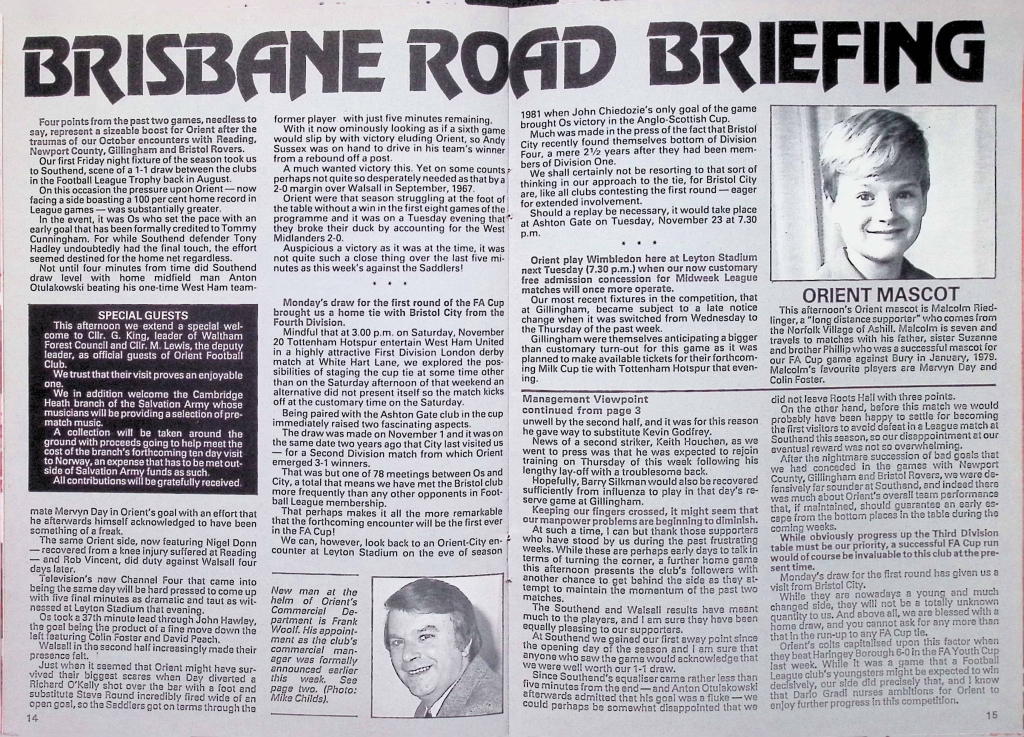 BRISBANE ROAD BRIEFING
Four points from the past two games, needless to
say, represent a sizeable boost for Orient after the
traumas of our October encounters with Reading,
Newport County, Gillingham and Bristol Rovers.
Our first Friday night fixture of the season took us
to Southend, scene of a 1-1 draw between the clubs
in the Football League Trophy back in August.
On this occasion the pressure upon Orient — now
facing a side boasting a 100 per cent home record in
League games — was substantially greater.
In the event, it was Os who set the pace with an
early goal that has been formally credited to Tommy
Cunningham. For while Southend defender Tony
Hadley undoubtedly had the final touch, the effort
seemed destined for the home net regardless.
Not until four minutes from time did Southend
draw level with home midfield man Anton
Otulakowski beating his one-time West Ham team-
SPECIAL GUESTS
This afternoon we extend a special wel-
come to Cllr. G. King, leader of Waltham
Forest Council and Cllr. M. Lewis, the deputy
leader, as official guests of Orient Football
Club.
We trust that their visit proves an enjoyable
one.
We in addition welcome the Cambridge
Heath branch of the Salvation Army whose
musicians will be providing a selection of pre-
match music.
A collection will be taken around the
ground with proceeds going to help meet the
cost of the branch's forthcoming ten day visit
to Norway, an expense that has to be met out-
side of Salvation Army funds as such.
All contributions will be gratefully received.
mate Mervyn Day in Orient's goal with an effort that
he afterwards himself acknowledged to have been
something of a freak.
The same Orient side, now featuring Nigel Donn
— recovered from a knee injury suffered at Reading
— and Rob Vincent, did duty against Walsall four
days later.
Television's new Channel Four that came into
being the same day will be hard pressed to come up
with five final minutes as dramatic and taut as wit-
nessed at Leyton Stadium that evening.
Os took a 37th minute lead through John Hawley,
the goal being the product of a fine move down the
left featuring Colin Foster and David Peach.
Walsall in the second half increasingly made their
presence felt.
Just when it seemed that Orient might have sur-
vived their biggest scares when Day diverted a
Richard O'Kelly shot over the bar with a foot and
substitute Steve Round incredibly fired wide of an
open goal, so the Saddlers got on terms through the
14
former player with just five minutes remaining.
With it now ominously looking as if a sixth game
would slip by with victory eluding Orient, so Andy
Sussex was on hand to drive in his team's winner
from a rebound off a post.
A much wanted victory this. Yet on some counts
perhaps not quite so desperately needed as that by a
2-0 margin over Walsall in September, 1967.
Orient were that season struggling at the foot of
the table without a win in the first eight games of the
programme and it was on a Tuesday evening that
they broke their duck by accounting for the West
Midlanders 2-0.
Auspicious a victory as it was at the time, it was
not quite such a close thing over the last five mi-
nutes as this week's against the Saddlers!
* * *
Monday's draw for the first round of the FA Cup
brought us a home tie with Bristol City from the
Fourth Division.
Mindful that at 3.00 p.m. on Saturday, November
20 Tottenham Hotspur entertain West Ham United
in a highly attractive First Division London derby
match at White Hart Lane, we explored the pos-
sibilities of staging the cup tie at some other time
than on the Saturday afternoon of that weekend an
alternative did not present itself so the match kicks
off at the customary time on the Saturday.
Being paired with the Ashton Gate club in the cup
immediately raised two fascinating aspects.
The draw was made on November 1 and it was on
the same date two years ago that City last visited us
— for a Second Division match from which Orient
emerged 3-1 winners.
That was but one of 78 meetings between Os and
City, a total that means we have met the Bristol club
more frequently than any other opponents in Foot-
ball League membership.
That perhaps makes it all the more remarkable
that the forthcoming encounter will be the first ever
in the FA Cup!
We can, however, look back to an Orient-City en-
counter at Leyton Stadium on the eve of season
New man at the
helm of Orient's
Commercial De-
partment is Frank
Woolf. His appoint-
ment as the club's
commercial man-
ager was formally
announced earlier
this week. See
page two. (Photo:
Mike Childs).
1981 when John Chiedozie's only goal of the game
brought Os victory in the Anglo-Scottish Cup.
Much was made in the press of the fact that Bristol
City recently found themselves bottom of Division
Four, a mere 2½ years after they had been mem-
bers of Division One.
We shall certainly not be resorting to that sort of
thinking in our approach to the tie, for Bristol City
are, like all clubs contesting the first round — eager
for extended involvement.
Should a replay be necessary, it would take place
at Ashton Gate on Tuesday, November 23 at 7.30
p.m.
* * *
Orient play Wimbledon here at Leyton Stadium
next Tuesday (7.30 p.m.) when our now customary
free admission concession for Midweek League
matches will once more operate.
Our most recent fixtures in the competition, that
at Gillingham, became subject to a late notice
change when it was switched from Wednesday to
the Thursday of the past week.
Gillingham were themselves anticipating a bigger
than customary turn-out for this game as it was
planned to make available tickets for their forthcom-
ing Milk Cup tie with Tottenham Hotspur that even-
ing.
ORIENT MASCOT
This afternoon's Orient mascot is Malcolm Ried-
linger, a "long distance supporter" who comes from
the Norfolk Village of Ashill. Malcolm is seven and
travels to matches with his father, sister Suzanne
and brother Phillip who was a successful mascot for
our FA Cup game against Bury in January, 1979.
Malcolm's favourite players are Mervyn Day and
Colin Foster.
Management Viewpoint
continued from page 3
unwell by the second half, and it was for this reason
he gave way to substitute Kevin Godfrey.
News of a second striker, Keith Houchen, as we
went to press was that he was expected to rejoin
training on Thursday of this week following his
lengthy lay-off with a troublesome back.
Hopefully, Barry Silkman would also be recovered
sufficiently from influenza to play in that day's re-
serve game at Gillingham.
Keeping our fingers crossed, it might seem that
our manpower problems are beginning to diminish.
At such a time, I can but thank those supporters
who have stood by us during the past frustrating
weeks. While these are perhaps early days to talk in
terms of turning the corner, a further home game
this afternoon presents the club's followers with
another chance to get behind the side as they at-
tempt to maintain the momentum of the past two
matches.
The Southend and Walsall results have meant
much to the players, and I am sure they have been
equally pleasing to our supporters.
At Southend we gained our first away point since
the opening day of the season and I am sure that
anyone who saw the game would acknowledge that
we were well worth our 1-1 draw.
Since Southend's equaliser came rather less than
five minutes from the end — and Anton Otulakowski
afterwards admitted that his goal was a fluke — we
could perhaps be somewhat disappointed that we
did not leave Roots Hall with three points.
On the other hand, before this match we would
probably have been happy to settle for becoming
the first visitors to avoid defeat in a League match at
Southend this season, so our disappointment at our
eventual reward was not so overwhelming.
After the nightmare succession of bad goals that
we had conceded in the games with Newport
County, Gillingham and Bristol Rovers, we were de-
fensively far sounder at Southend, and indeed there
was much about Orient's overall team performance
that, if maintained, should guarantee an early es-
cape from the bottom places in the table during the
coming weeks.
While obviously progress up the Third Division
table must be our priority, a successful FA Cup run
would of course be invaluable to this club at the pre-
sent time.
Monday's draw for the first round has given us a
visit from Bristol City.
While they are nowadays a young and much
changed side, they will not be a totally unknown
quantity to us. And above all, we are blessed with a
home draw, and you cannot ask for any more than
that in the run-up to any FA Cup tie.
Orient's colts capitalised upon this factor when
they beat Haringey Borough 6-0 in the FA Youth Cup
last week. While it was a game that a Football
League club's youngsters might be expected to win
decisively, our side did precisely that, and I know
that Dario Gradi nurses ambitions for Orient to
enjoy further progress in this competition.
15